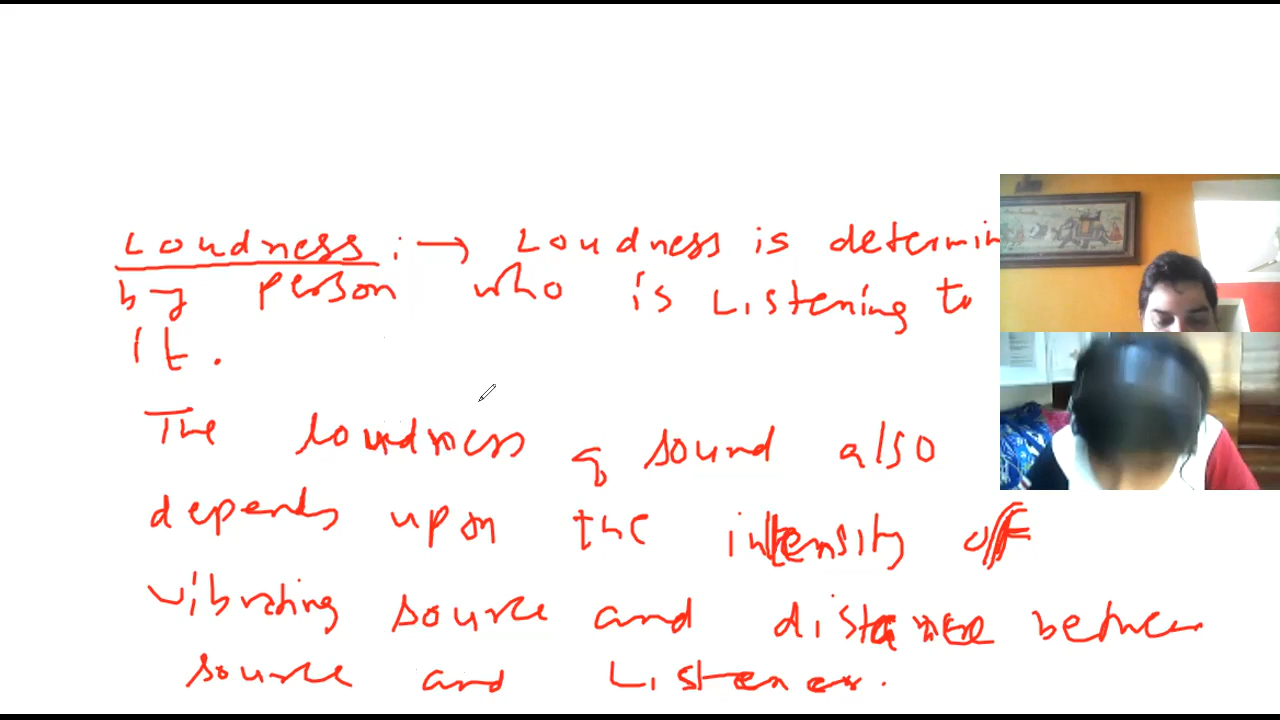 Loudness : → Loudness is determin
by person who is Listening to
it.
The loudness of sound also
depends upon the intensity of
vibrating source and distance between
source and Listener.